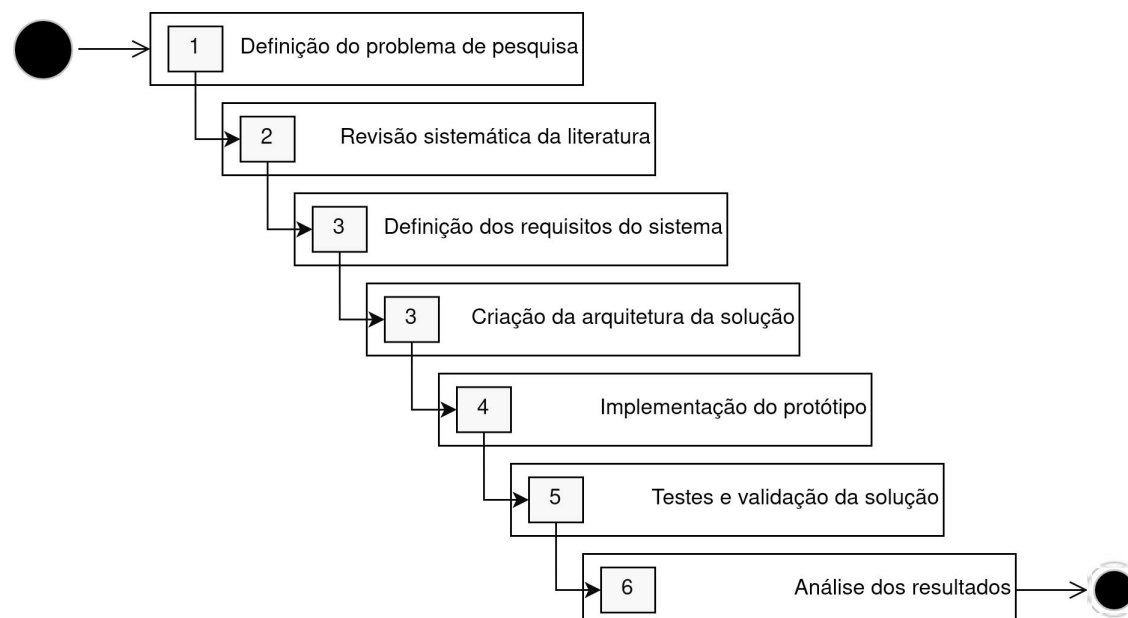 1 Definição do problema de pesquisa
2 Revisão sistemática da literatura
3 Definição dos requisitos do sistema
3 Criação da arquitetura da solução
4 Implementação do protótipo
5 Testes e validação da solução
6 Análise dos resultados